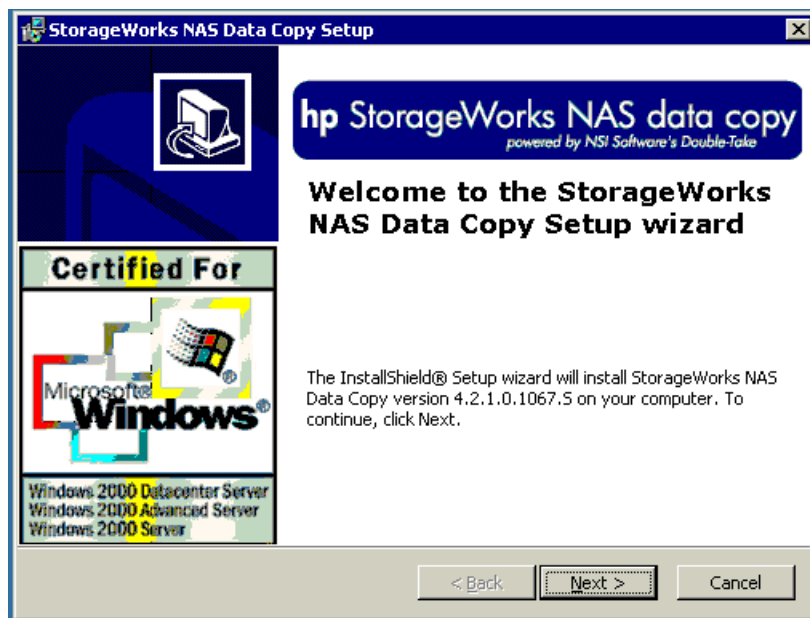 StorageWorks NAS Data Copy Setup
hp StorageWorks NAS data copy
powered by NSI Software's Double-Take
Welcome to the StorageWorks
NAS Data Copy Setup wizard
Certified For
Microsoft®
Windows®
Windows 2000 Datacenter Server
Windows 2000 Advanced Server
Windows 2000 Server
The InstallShield® Setup wizard will install StorageWorks NAS
Data Copy version 4.2.1.0.1067.S on your computer. To
continue, click Next.
< Back
Next >
Cancel